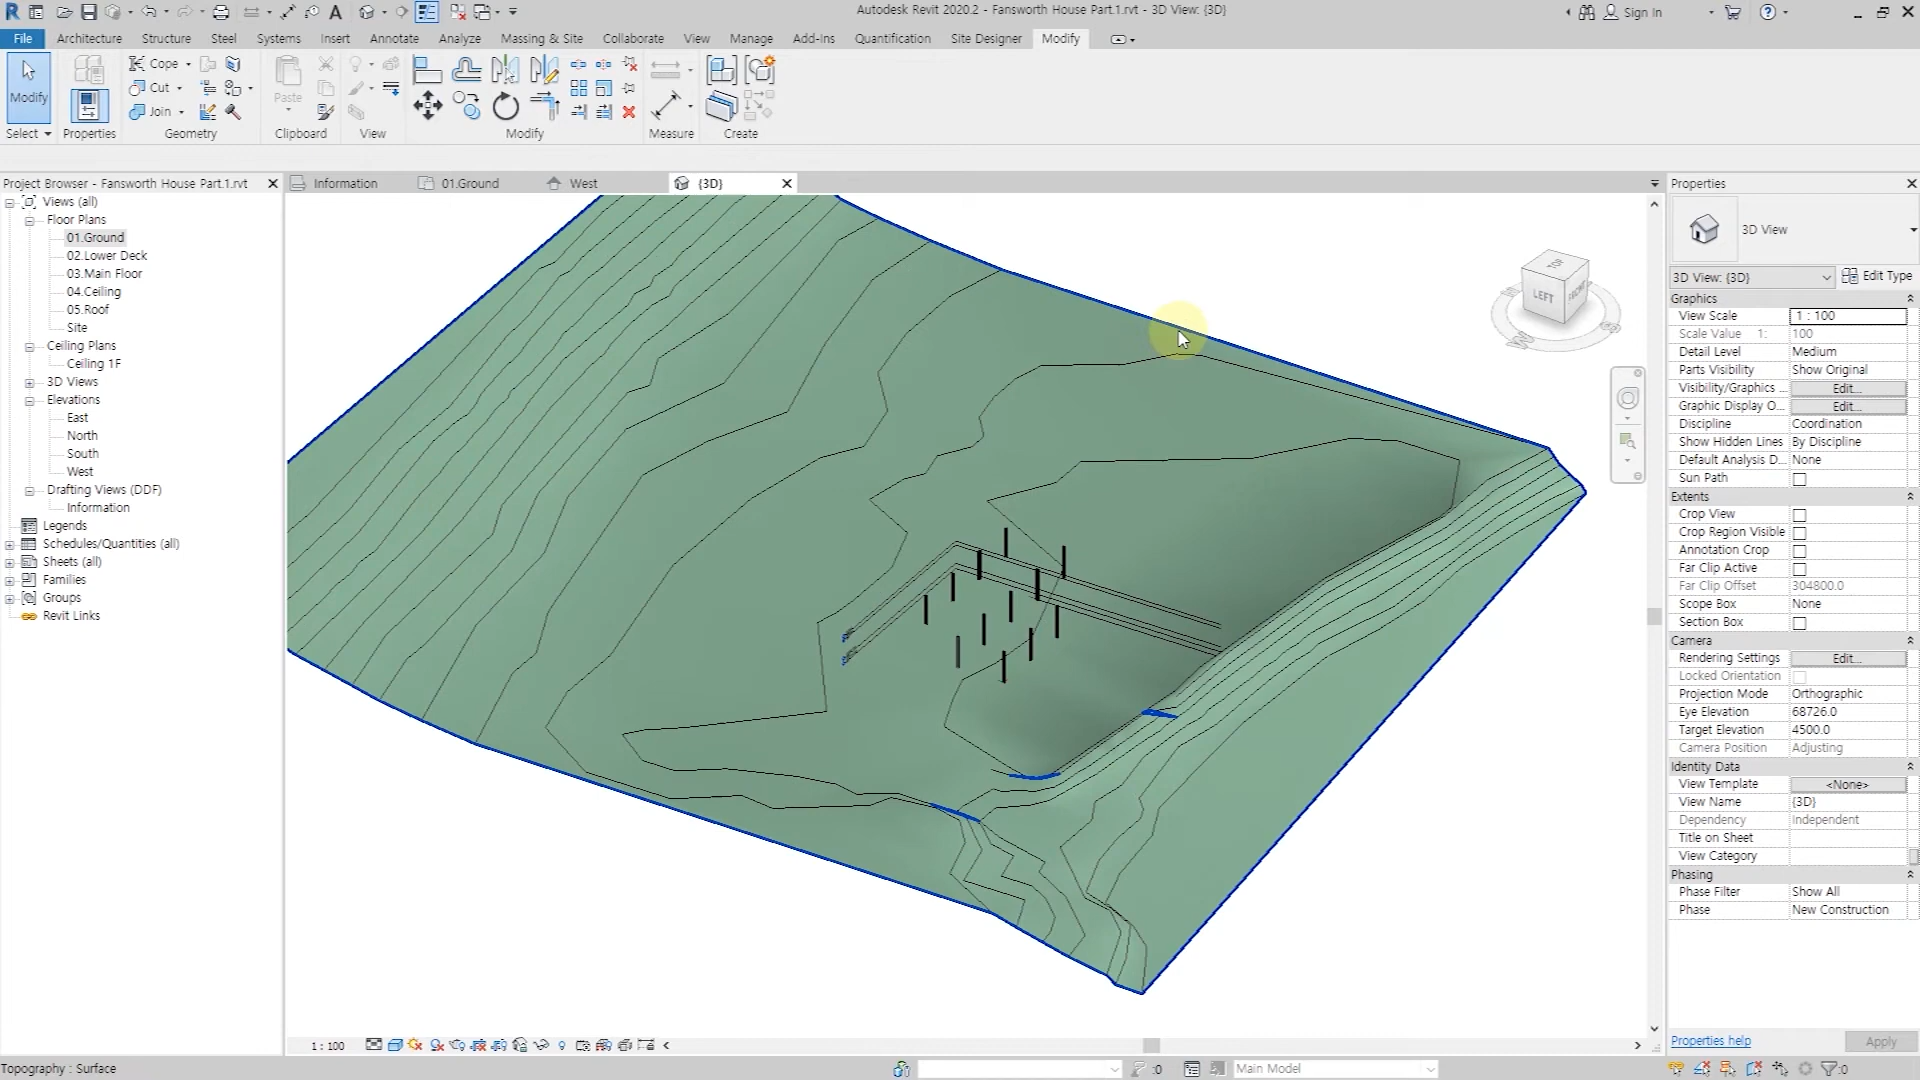 Autodesk Revit 2020.2 - Fansworth House Part.1.rvt - 3D View: {3D}
Sign In
File Architecture Structure Steel Systems Insert Annotate Analyze Massing & Site Collaborate View Manage Add-Ins Quantification Site Designer Modify
Modify
Cope
Cut
Join
Paste
Select Properties Geometry Clipboard View Modify Measure Create
Project Browser - Fansworth House Part.1.rvt
Information
01.Ground
West
{3D}
Views (all)
Floor Plans
01.Ground
02.Lower Deck
03.Main Floor
04.Ceiling
05.Roof
Site
Ceiling Plans
Ceiling 1F
3D Views
Elevations
East
North
South
West
Drafting Views (DDF)
Information
Legends
Schedules/Quantities (all)
Sheets (all)
Families
Groups
Revit Links
TOP
LEFT
FRONT
W
Properties
3D View
3D View: {3D} Edit Type
Graphics
View Scale 1 : 100
Scale Value 1: 100
Detail Level Medium
Parts Visibility Show Original
Visibility/Graphics ... Edit...
Graphic Display O... Edit...
Discipline Coordination
Show Hidden Lines By Discipline
Default Analysis D... None
Sun Path
Extents
Crop View
Crop Region Visible
Annotation Crop
Far Clip Active
Far Clip Offset 304800.0
Scope Box None
Section Box
Camera
Rendering Settings Edit...
Locked Orientation
Projection Mode Orthographic
Eye Elevation 68726.0
Target Elevation 4500.0
Camera Position Adjusting
Identity Data
View Template <None>
View Name {3D}
Dependency Independent
Title on Sheet
View Category
Phasing
Phase Filter Show All
Phase New Construction
Properties help Apply
1 : 100
Topography : Surface
:0
Main Model
:0